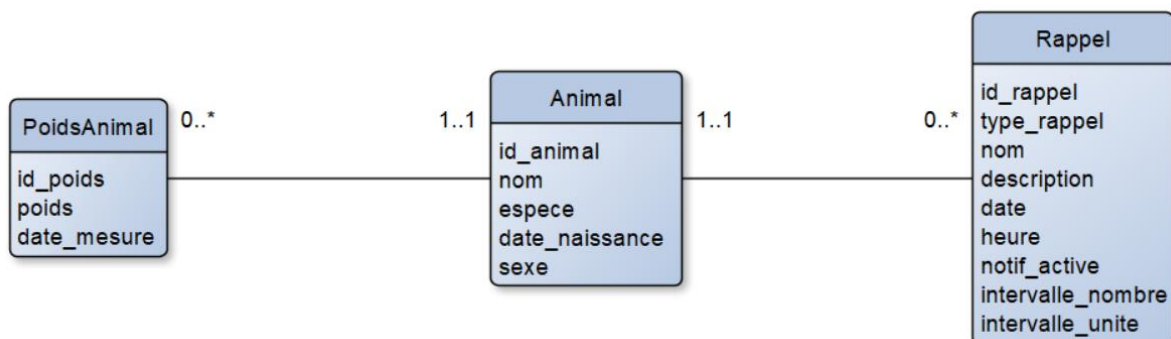 PoidsAnimal
id_poids
poids
date_mesure
0..*
1..1
Animal
id_animal
nom
espece
date_naissance
sexe
1..1
0..*
Rappel
id_rappel
type_rappel
nom
description
date
heure
notif_active
intervalle_nombre
intervalle_unite